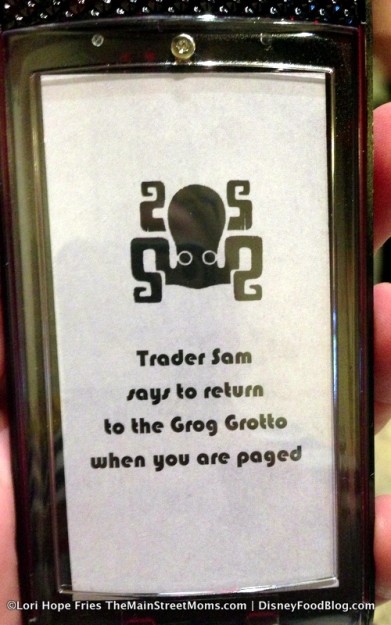 Trader Sam
says to return
to the Grog Grotto
when you are paged
©Lori Hope Fries TheMainStreetMoms.com | DisneyFoodBlog.com